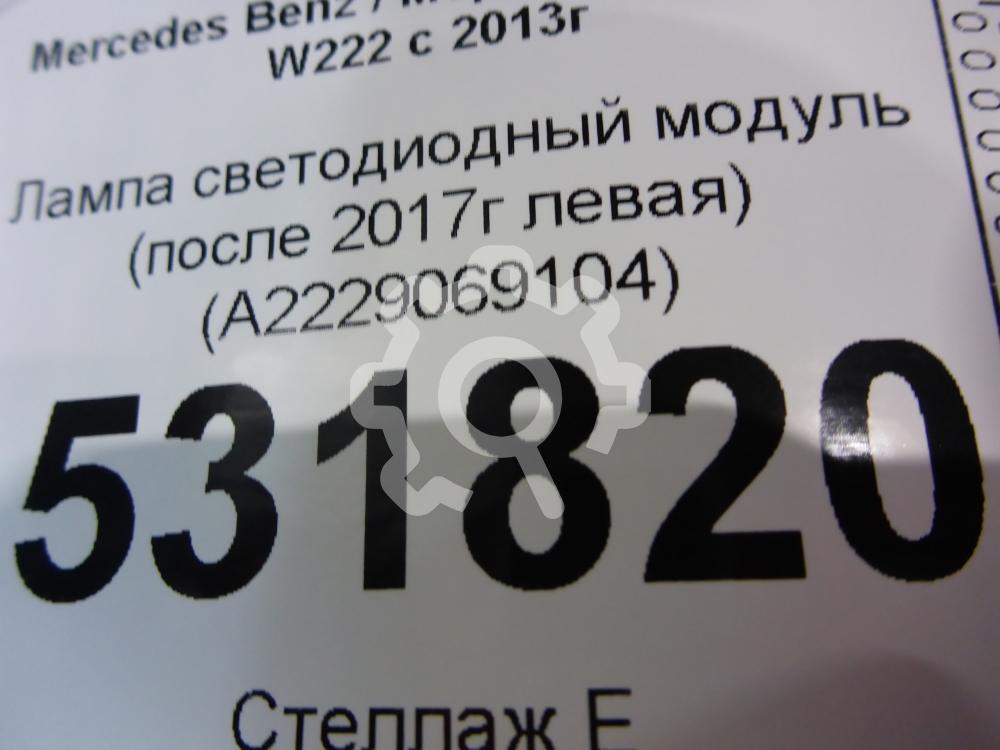 Mercedes Benz /
W222 с 2013г
Лампа светодиодный модуль
(после 2017г левая)
(A2229069104)
531820
Стеллаж Е